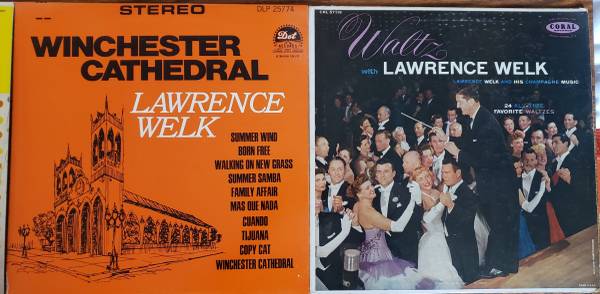 STEREO
DLP 25774
Dot
RECORDS
WINCHESTER
CATHEDRAL
LAWRENCE
WELK
SUMMER WIND
BORN FREE
WALKING ON NEW GRASS
SUMMER SAMBA
FAMILY AFFAIR
MAS QUE NADA
CUANDO
TIJUANA
COPY CAT
WINCHESTER CATHEDRAL
CORAL
Waltz
with LAWRENCE WELK
LAWRENCE WELK AND HIS CHAMPAGNE MUSIC
24 ALL-TIME
FAVORITE WALTZES